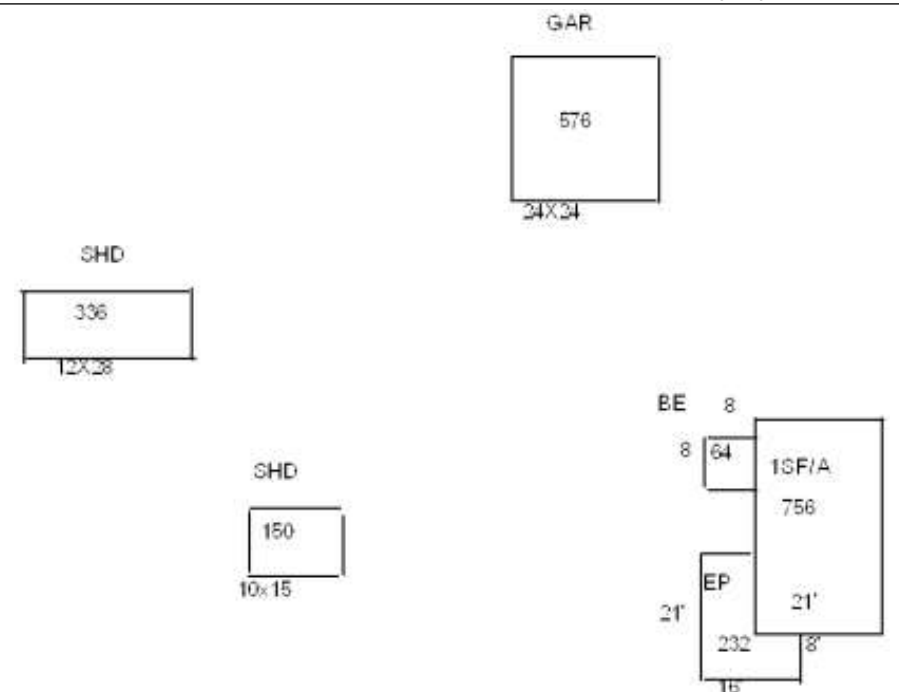 GAR
576
24X24
SHD
336
12X28
BE 8
8 64
1SF/A
756
SHD
150
10x15
EP
21'
21'
232
8'
16'